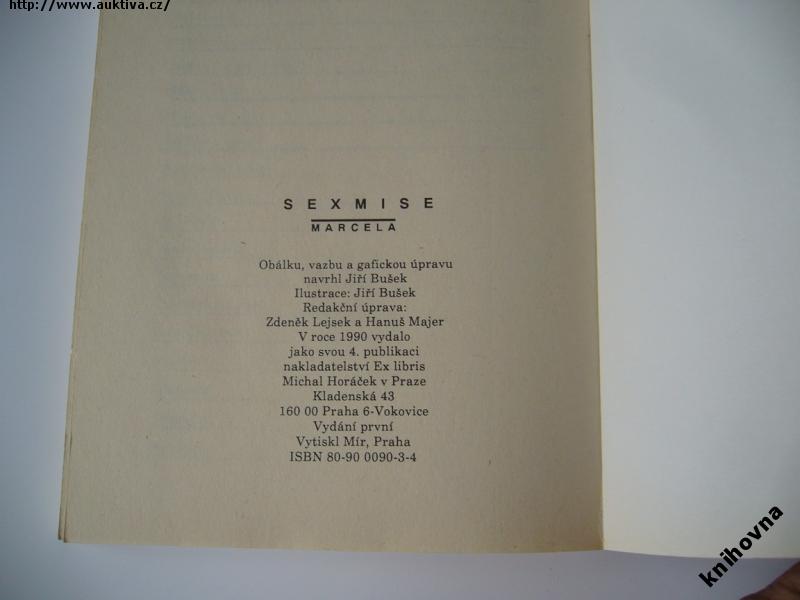 http://www.auktiva.cz/
SEXMISE
MARCELA
Obálku, vazbu a gafickou úpravu
navrhl Jiří Bušek
Ilustrace: Jiří Bušek
Redakční úprava:
Zdeněk Lejsek a Hanuš Majer
V roce 1990 vydalo
jako svou 4. publikaci
nakladatelství Ex libris
Michal Horáček v Praze
Kladenská 43
160 00 Praha 6-Vokovice
Vydání první
Vytiskl Mír, Praha
ISBN 80-90 0090-3-4
knihovna